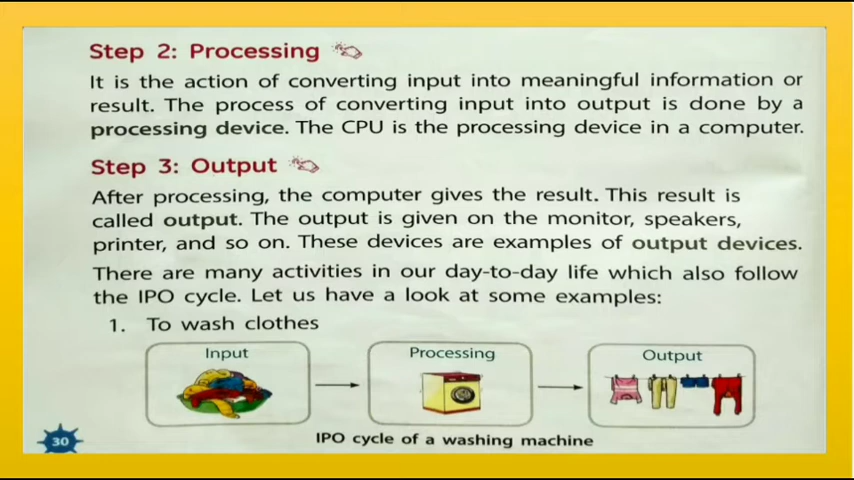 Step 2: Processing
It is the action of converting input into meaningful information or
result. The process of converting input into output is done by a
processing device. The CPU is the processing device in a computer.
Step 3: Output
After processing, the computer gives the result. This result is
called output. The output is given on the monitor, speakers,
printer, and so on. These devices are examples of output devices.
There are many activities in our day-to-day life which also follow
the IPO cycle. Let us have a look at some examples:
1. To wash clothes
Input
Processing
Output
IPO cycle of a washing machine
30